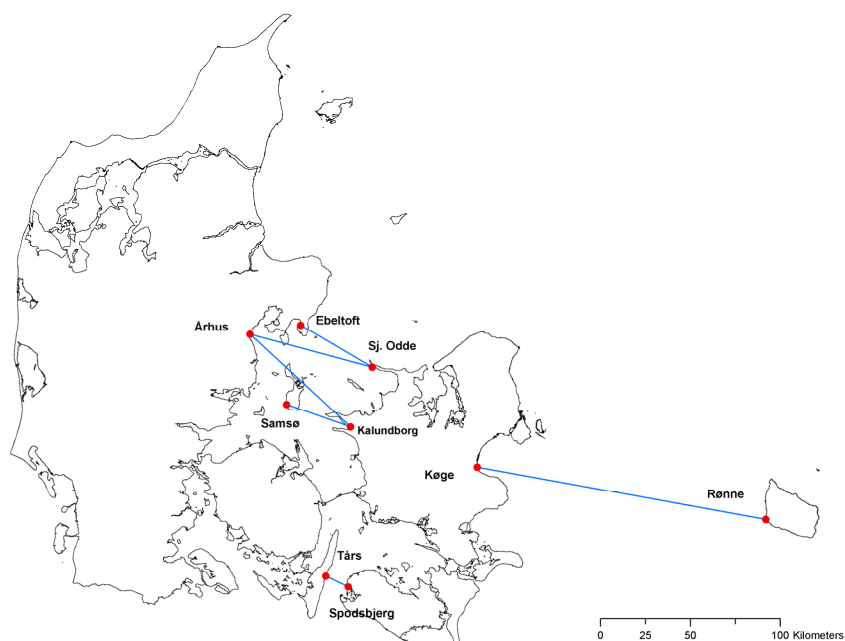 Ebeltoft
Århus
Sj. Odde
Samsø
Kalundborg
Køge
Rønne
Tårs
Spodsbjerg
0 25 50 100 Kilometers